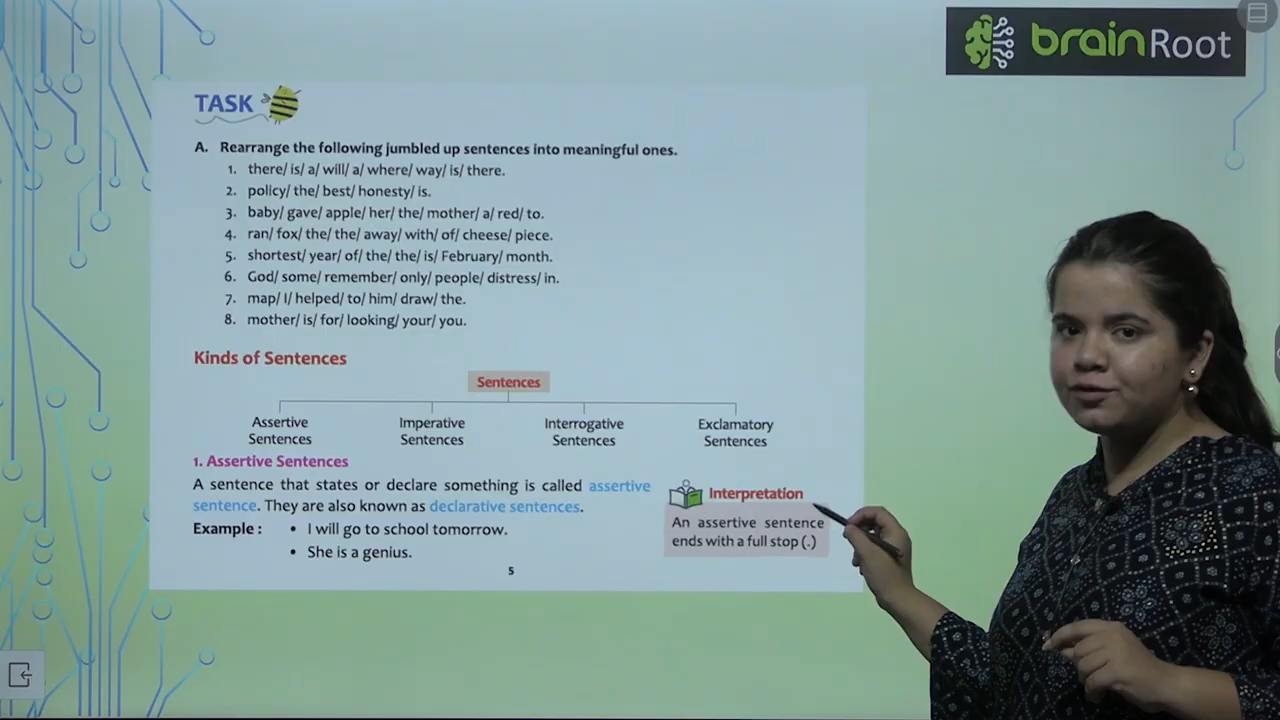 brainRoot
TASK
A. Rearrange the following jumbled up sentences into meaningful ones.
1. there/ is/ a/ will/ a/ where/ way/ is/ there.
2. policy/ the/ best/ honesty/ is.
3. baby/ gave/ apple/ her/ the/ mother/ a/ red/ to.
4. ran/ fox/ the/ the/ away/ with/ of/ cheese/ piece.
5. shortest/ year/ of/ the/ the/ is/ February/ month.
6. God/ some/ remember/ only/ people/ distress/ in.
7. map/ I/ helped/ to/ him/ draw/ the.
8. mother/ is/ for/ looking/ your/ you.
Kinds of Sentences
Sentences
Assertive Sentences
Imperative Sentences
Interrogative Sentences
Exclamatory Sentences
1. Assertive Sentences
A sentence that states or declare something is called assertive
sentence. They are also known as declarative sentences.
Example : • I will go to school tomorrow.
• She is a genius.
Interpretation
An assertive sentence
ends with a full stop (.)
5